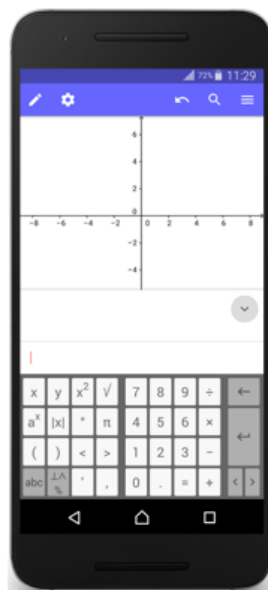 72% 11:29
6
4
2
0
-8 -6 -4 -2 0 2 4 6 8
-2
-4
x y x² √ 7 8 9 ÷
aˣ |x| ° π 4 5 6 ×
( ) < > 1 2 3 −
abc ⊥^% ′ , 0 . = + < >